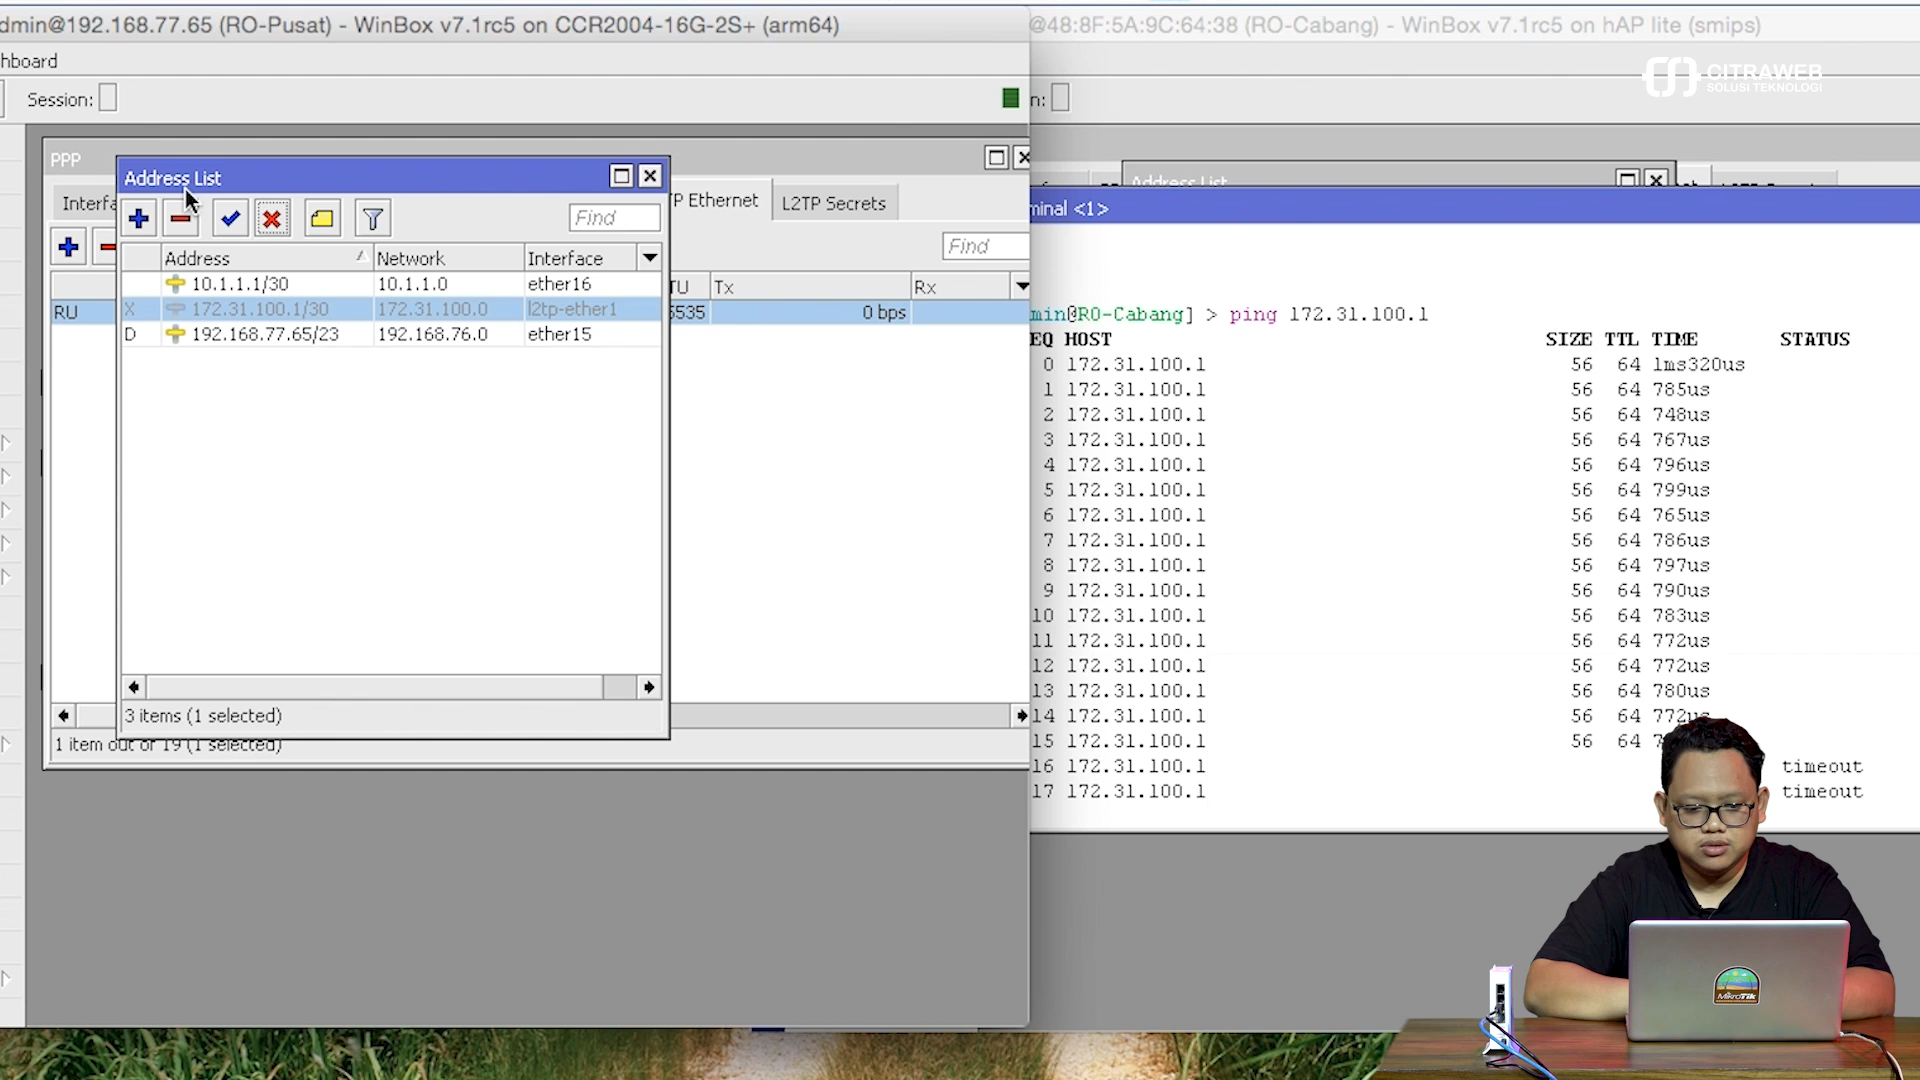 dmin@192.168.77.65 (RO-Pusat) - WinBox v7.1rc5 on CCR2004-16G-2S+ (arm64)
@48:8F:5A:9C:64:38 (RO-Cabang) - WinBox v7.1rc5 on hAP lite (smips)
hboard
CITRAWEB
SOLUSI TEKNOLOGI
Session:
n:
PPP
Address List
Address List
Interfa
P Ethernet
L2TP Secrets
minal <1>
Find
Find
Address Network Interface
10.1.1.1/30 10.1.1.0 ether16
X 172.31.100.1/30 172.31.100.0 l2tp-ether1
D 192.168.77.65/23 192.168.76.0 ether15
TU Tx Rx
RU 5535 0 bps
3 items (1 selected)
1 item out of 19 (1 selected)
min@RO-Cabang] > ping 172.31.100.1
EQ HOST SIZE TTL TIME STATUS
0 172.31.100.1 56 64 1ms320us
1 172.31.100.1 56 64 785us
2 172.31.100.1 56 64 748us
3 172.31.100.1 56 64 767us
4 172.31.100.1 56 64 796us
5 172.31.100.1 56 64 799us
6 172.31.100.1 56 64 765us
7 172.31.100.1 56 64 786us
8 172.31.100.1 56 64 797us
9 172.31.100.1 56 64 790us
10 172.31.100.1 56 64 783us
11 172.31.100.1 56 64 772us
12 172.31.100.1 56 64 772us
13 172.31.100.1 56 64 780us
14 172.31.100.1 56 64 772us
15 172.31.100.1 56 64
16 172.31.100.1 timeout
17 172.31.100.1 timeout
MikroTik